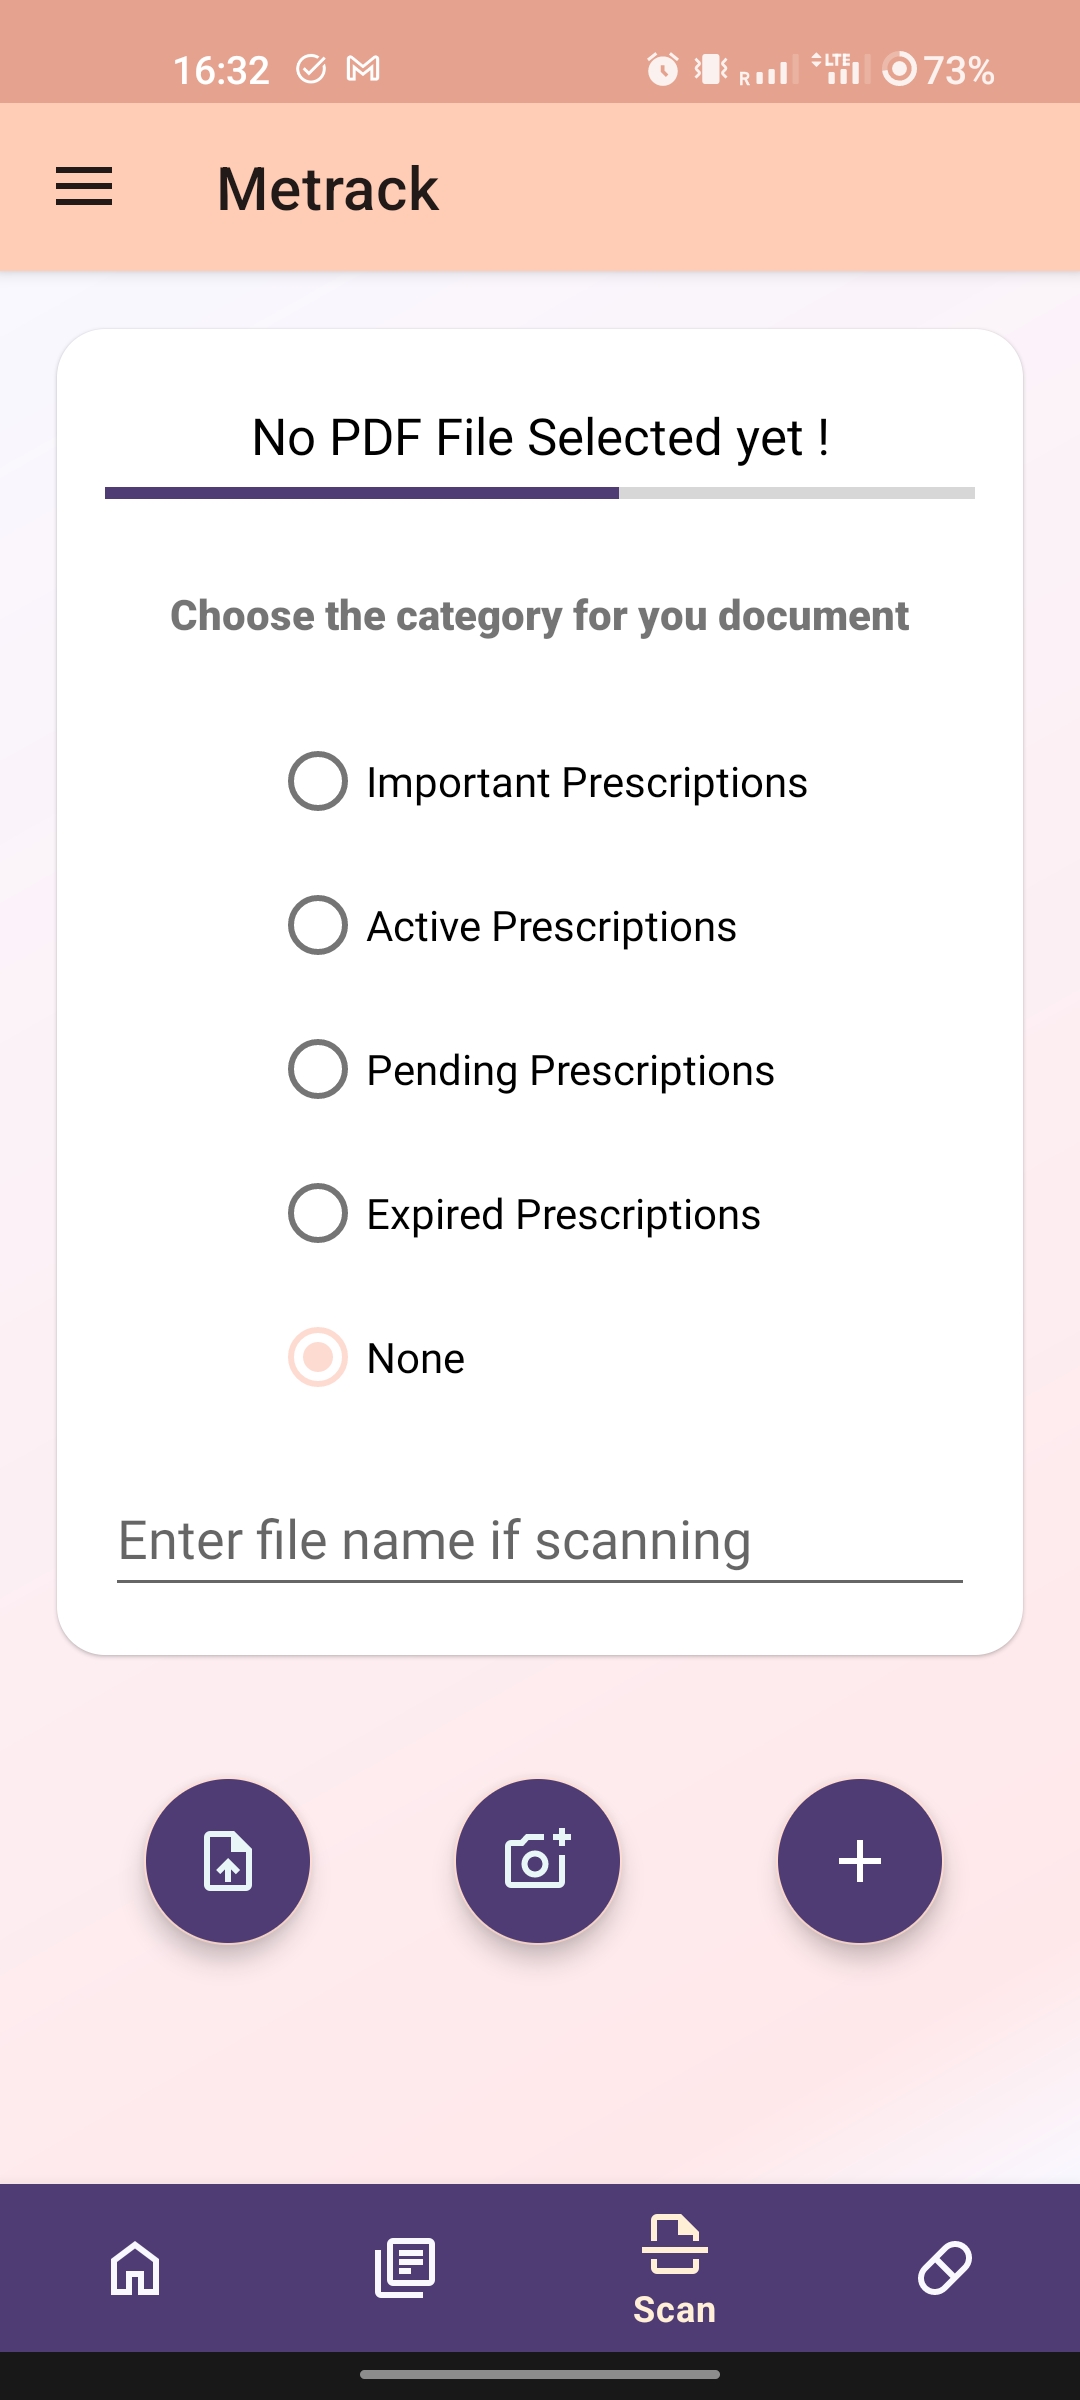 16:32 R LTE 73%
Metrack
No PDF File Selected yet !
Choose the category for you document
Important Prescriptions
Active Prescriptions
Pending Prescriptions
Expired Prescriptions
None
Enter file name if scanning
Scan